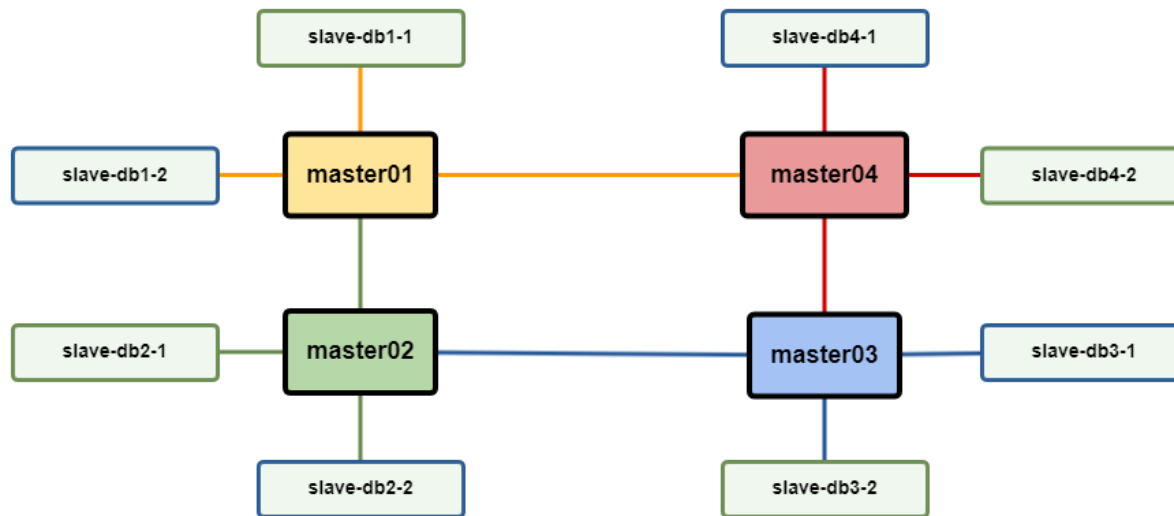 slave-db1-1
slave-db4-1
slave-db1-2
master01
master04
slave-db4-2
slave-db2-1
master02
master03
slave-db3-1
slave-db2-2
slave-db3-2